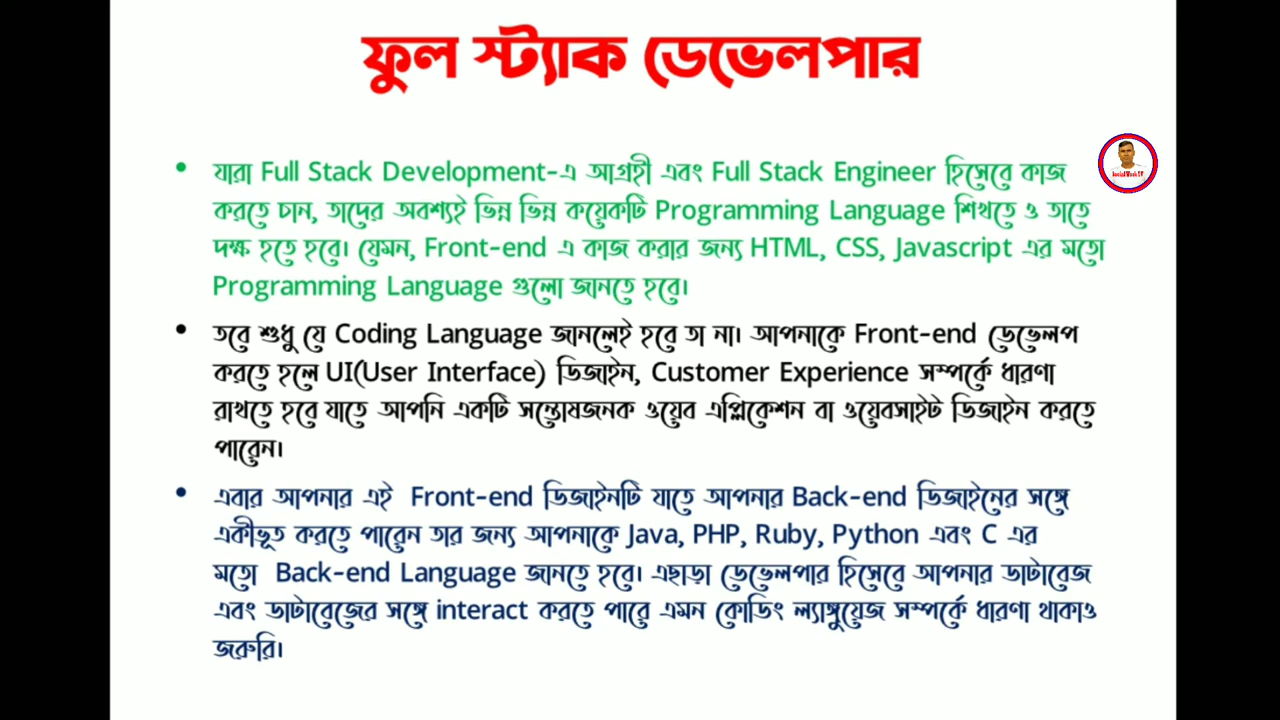 ফুল স্ট্যাক ডেভেলপার
• যারা Full Stack Development-এ আগ্রহী এবং Full Stack Engineer হিসেবে কাজ
করতে চান, তাদের অবশ্যই ভিন্ন ভিন্ন কয়েকটি Programming Language শিখতে ও তাতে
দক্ষ হতে হবে। যেমন, Front-end এ কাজ করার জন্য HTML, CSS, Javascript এর মতো
Programming Language গুলো জানতে হবে।
• তবে শুধু যে Coding Language জানলেই হবে তা না। আপনাকে Front-end ডেভেলপ
করতে হলে UI(User Interface) ডিজাইন, Customer Experience সম্পর্কে ধারণা
রাখতে হবে যাতে আপনি একটি সন্তোষজনক ওয়েব এপ্লিকেশন বা ওয়েবসাইট ডিজাইন করতে
পারেন।
• এবার আপনার এই Front-end ডিজাইনটি যাতে আপনার Back-end ডিজাইনের সঙ্গে
একীভূত করতে পারেন তার জন্য আপনাকে Java, PHP, Ruby, Python এবং C এর
মতো Back-end Language জানতে হবে। এছাড়া ডেভেলপার হিসেবে আপনার ডাটাবেজ
এবং ডাটাবেজের সঙ্গে interact করতে পারে এমন কোডিং ল্যাঙ্গুয়েজ সম্পর্কে ধারণা থাকাও
জরুরি।
Social Work TV